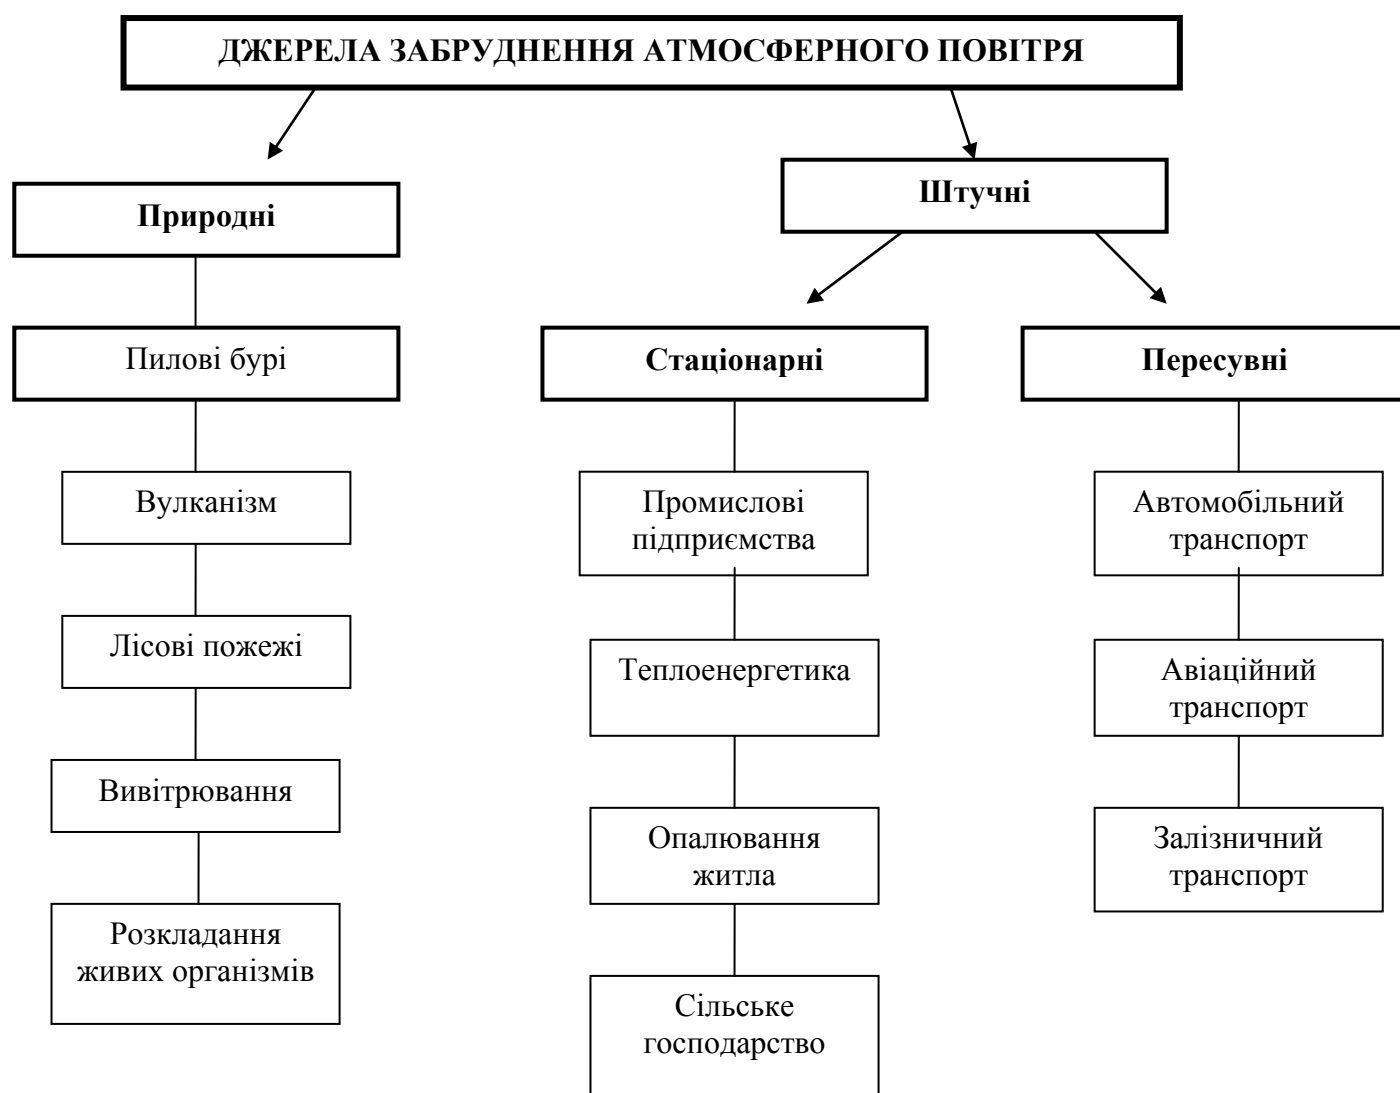 ДЖЕРЕЛА ЗАБРУДНЕННЯ АТМОСФЕРНОГО ПОВІТРЯ
Природні
Штучні
Пилові бурі
Стаціонарні
Пересувні
Вулканізм
Лісові пожежі
Вивітрювання
Розкладання
живих організмів
Промислові
підприємства
Теплоенергетика
Опалювання
житла
Сільське
господарство
Автомобільний
транспорт
Авіаційний
транспорт
Залізничний
транспорт